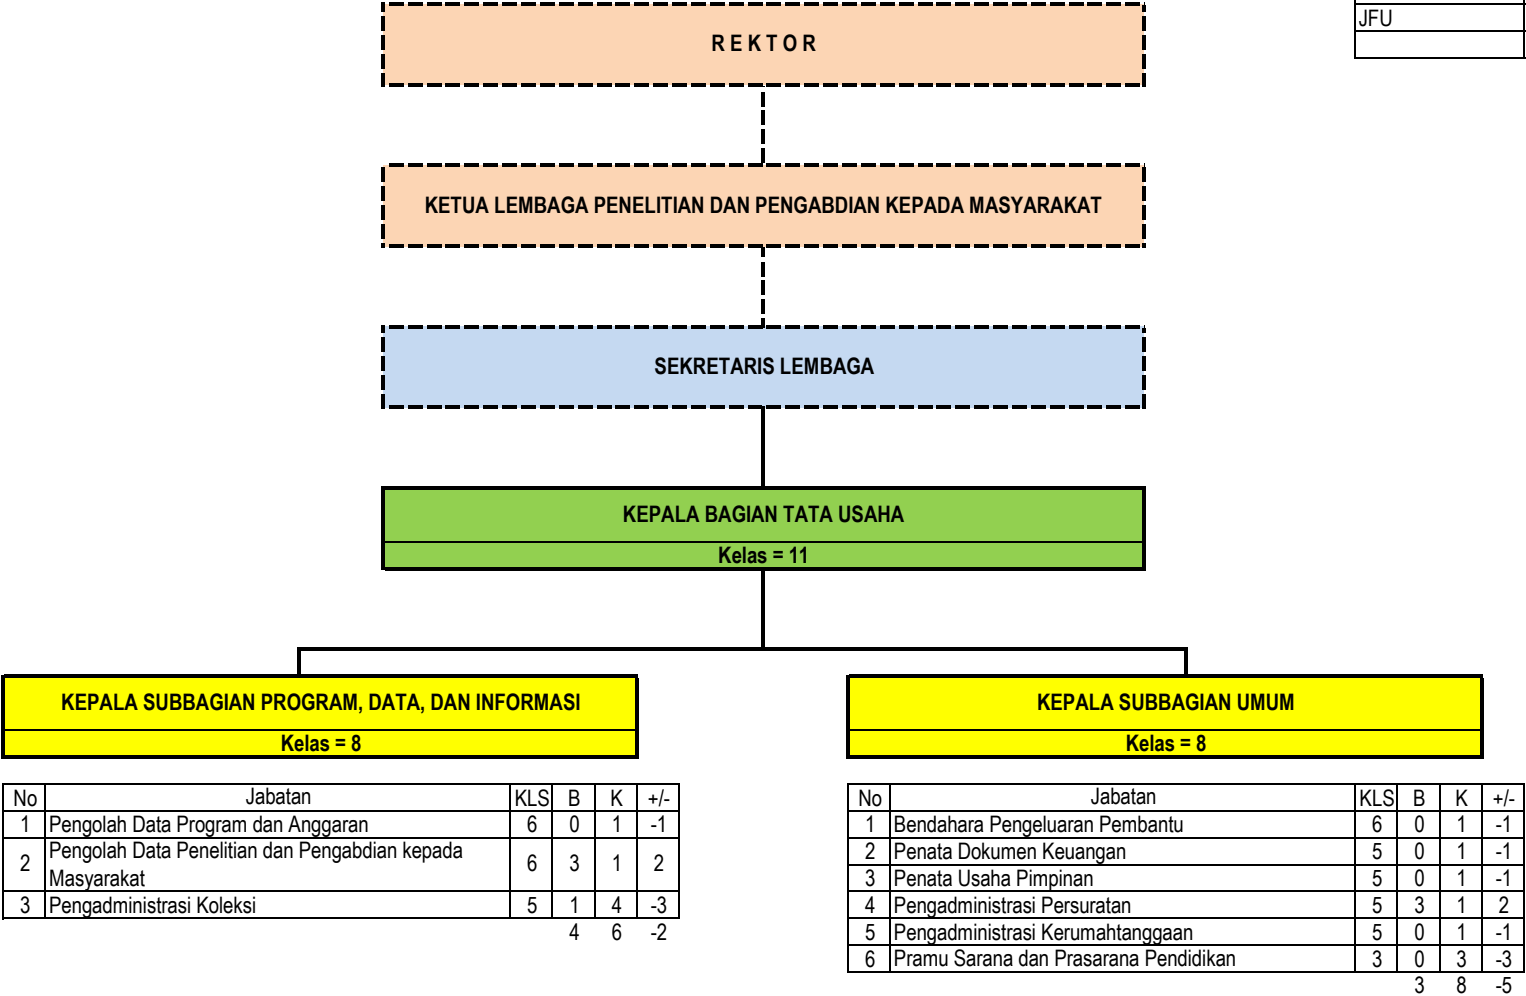 JFU
R E K T O R
KETUA LEMBAGA PENELITIAN DAN PENGABDIAN KEPADA MASYARAKAT
SEKRETARIS LEMBAGA
KEPALA BAGIAN TATA USAHA
Kelas = 11
KEPALA SUBBAGIAN PROGRAM, DATA, DAN INFORMASI
Kelas = 8
No Jabatan KLS B K +/-
1 Pengolah Data Program dan Anggaran 6 0 1 -1
2 Pengolah Data Penelitian dan Pengabdian kepada
Masyarakat 6 3 1 2
3 Pengadministrasi Koleksi 5 1 4 -3
4 6 -2
KEPALA SUBBAGIAN UMUM
Kelas = 8
No Jabatan KLS B K +/-
1 Bendahara Pengeluaran Pembantu 6 0 1 -1
2 Penata Dokumen Keuangan 5 0 1 -1
3 Penata Usaha Pimpinan 5 0 1 -1
4 Pengadministrasi Persuratan 5 3 1 2
5 Pengadministrasi Kerumahtanggaan 5 0 1 -1
6 Pramu Sarana dan Prasarana Pendidikan 3 0 3 -3
3 8 -5